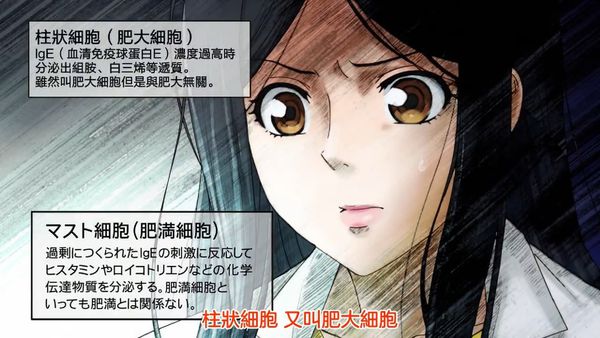 柱狀細胞（肥大細胞）
IgE（血清免疫球蛋白E）濃度過高時
分泌出組胺、白三烯等遞質。
雖然叫肥大細胞但是與肥大無關。
マスト細胞（肥満細胞）
過剰につくられたIgEの刺激に反応して
ヒスタミンやロイコトリエンなどの化学
伝達物質を分泌する。肥満細胞と
いっても肥満とは関係ない。
柱狀細胞 又叫肥大細胞